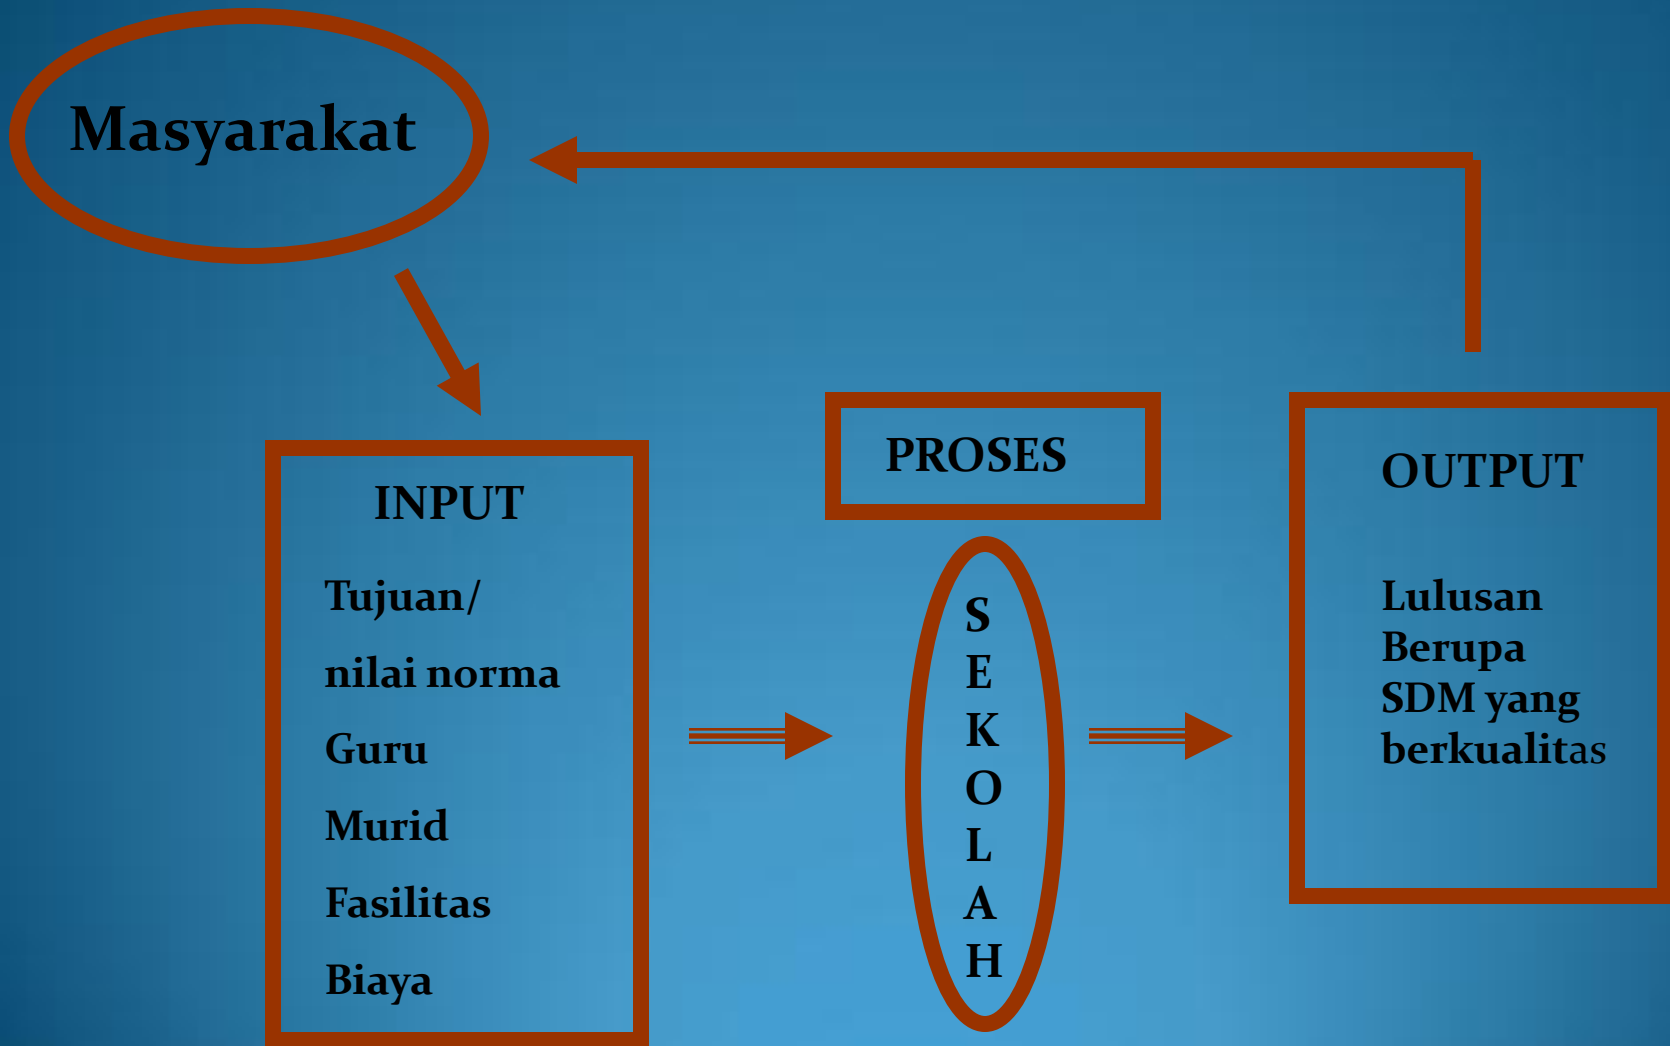 Masyarakat
INPUT
Tujuan/
nilai norma
Guru
Murid
Fasilitas
Biaya
PROSES
S
E
K
O
L
A
H
OUTPUT
Lulusan
Berupa
SDM yang
berkualitas